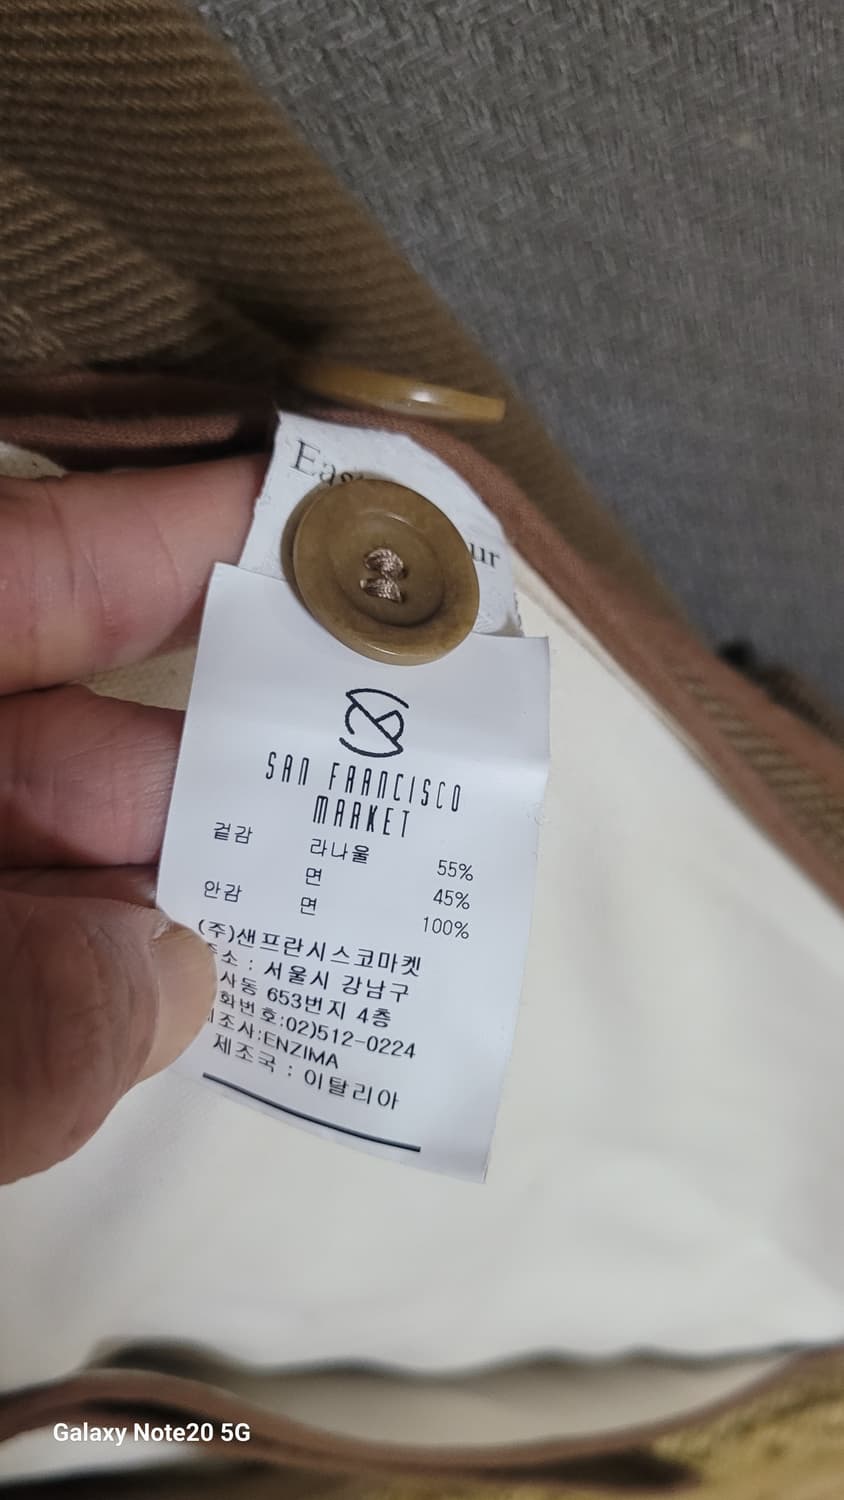 SAN FRANCISCO
MARKET
겉감 라나울 55%
면 45%
안감 면 100%
(주)샌프란시스코마켓
서울시 강남구
653번지 4층
:02)512-0224
:ENZIMA
제조국 : 이탈리아
Galaxy Note20 5G